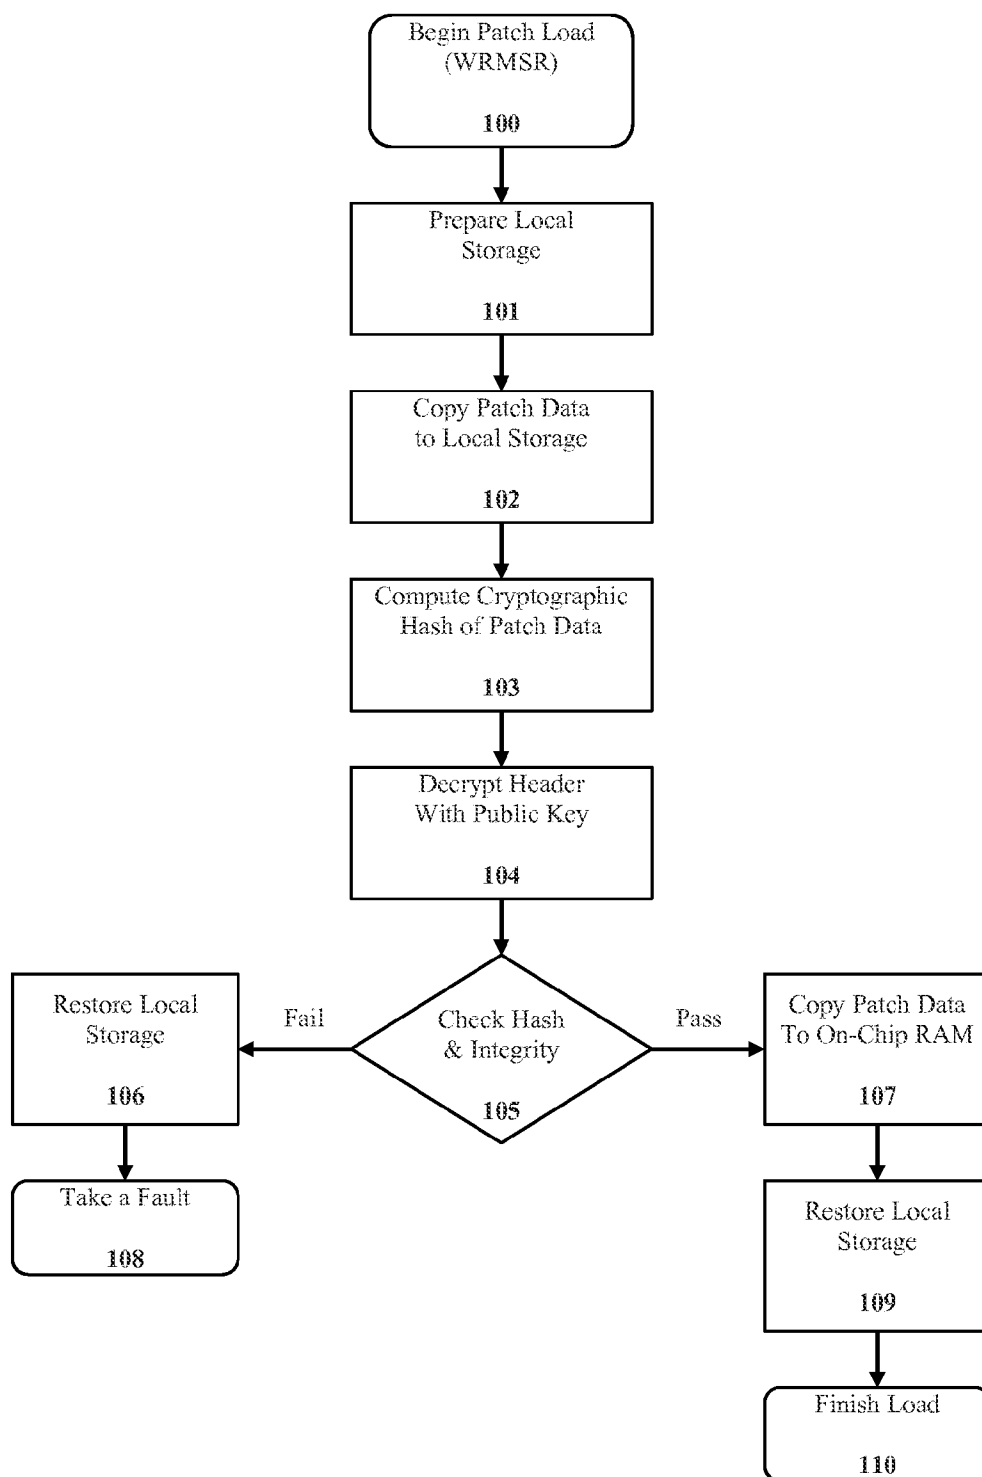 Begin Patch Load
(WRMSR)
100
Prepare Local
Storage
101
Copy Patch Data
to Local Storage
102
Compute Cryptographic
Hash of Patch Data
103
Decrypt Header
With Public Key
104
Restore Local
Storage
106
Fail
Check Hash
& Integrity
105
Pass
Copy Patch Data
To On-Chip RAM
107
Take a Fault
108
Restore Local
Storage
109
Finish Load
110